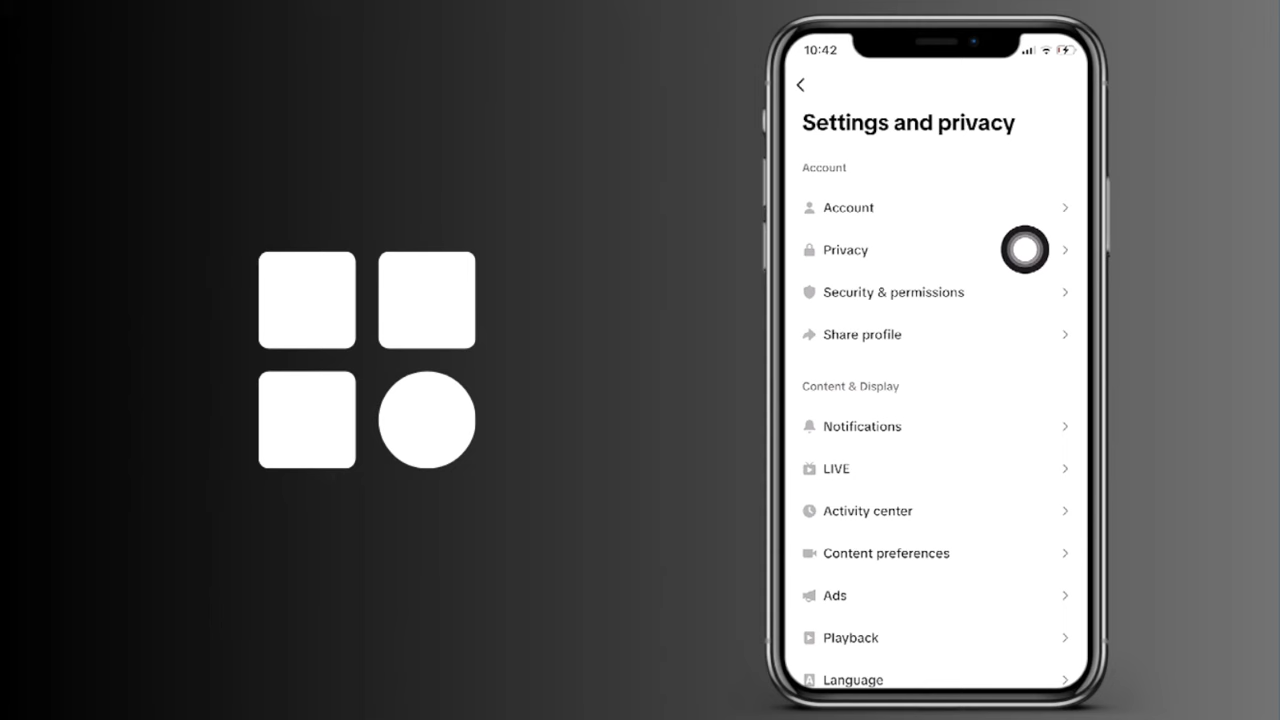 10:42
Settings and privacy
Account
Account
Privacy
Security & permissions
Share profile
Content & Display
Notifications
LIVE
Activity center
Content preferences
Ads
Playback
Language